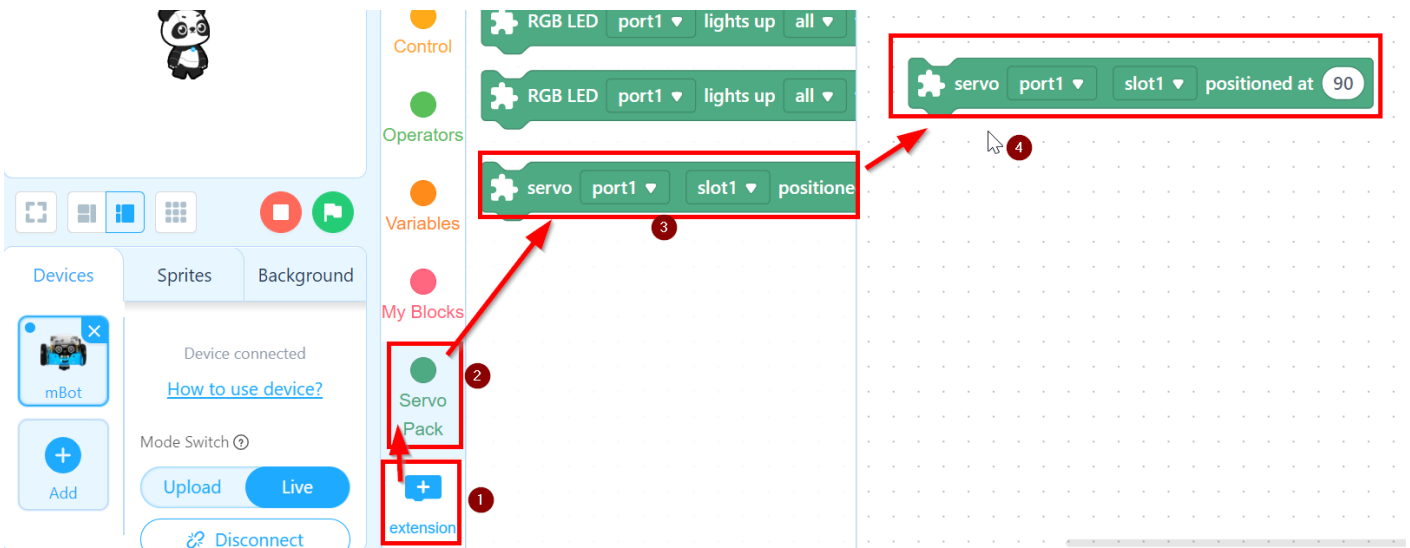 Control
Operators
Variables
My Blocks
Servo
Pack
extension
RGB LED port1 lights up all
RGB LED port1 lights up all
servo port1 slot1 positione
servo port1 slot1 positioned at 90
1
2
3
4
Devices
Sprites
Background
mBot
Add
Device connected
How to use device?
Mode Switch ?
Upload
Live
Disconnect